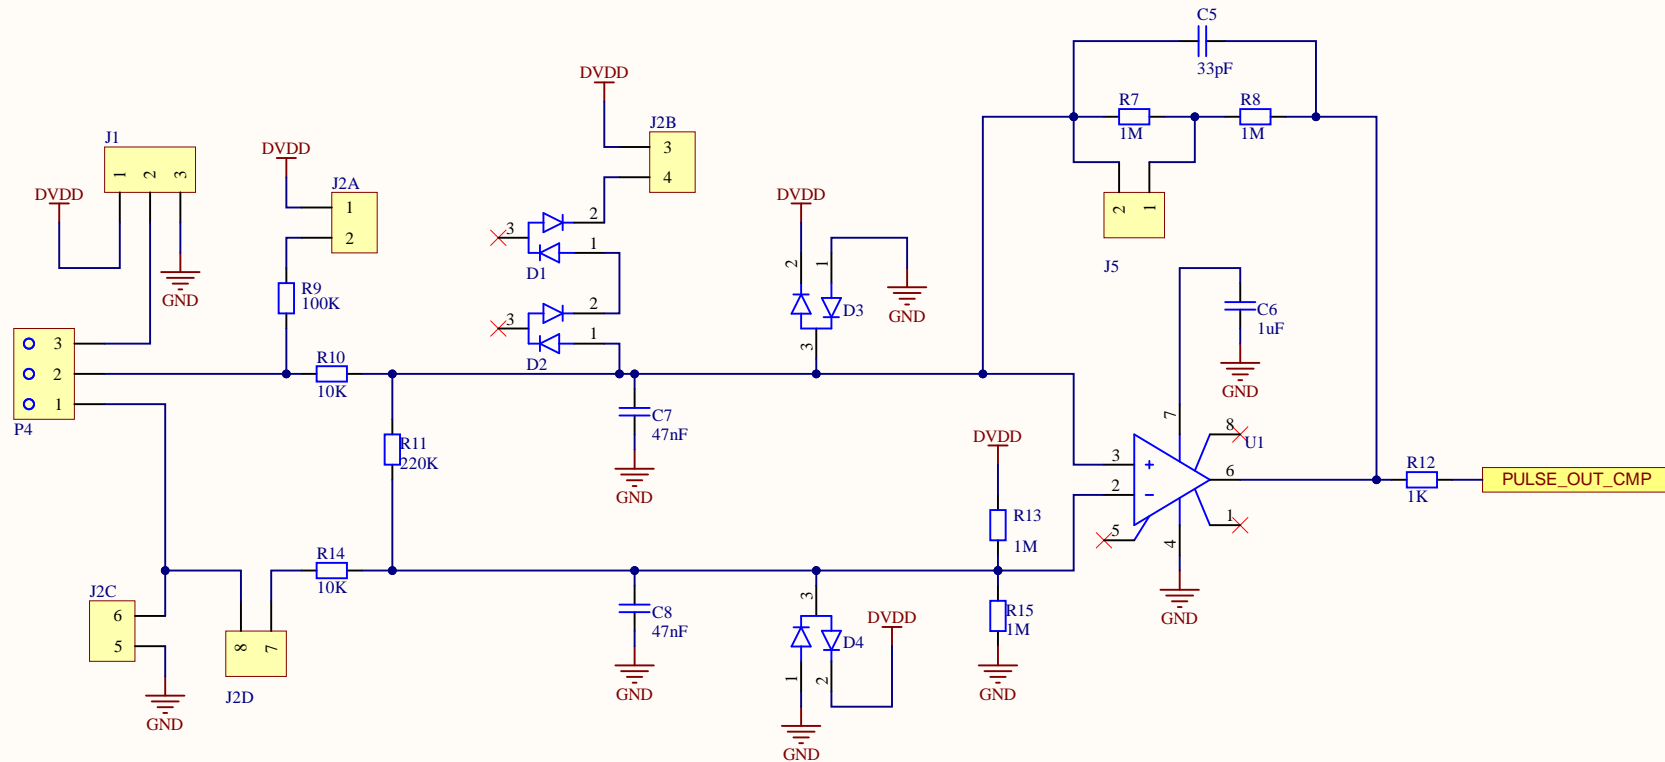 C5
33pF
DVDD
R7
R8
1M
1M
J2B
3
4
J1
1
2
3
DVDD
J2A
1
2
DVDD
DVDD
2
1
J5
3
2
1
D1
2
1
D3
GND
GND
R9
100K
3
2
1
D2
3
C6
1uF
GND
3
2
1
P4
R10
10K
7
8
U1
C7
47nF
R11
220K
GND
DVDD
3
2
6
R12
1K
PULSE_OUT_CMP
+
−
5
4
1
R13
1M
GND
R14
10K
J2C
6
5
8
7
J2D
GND
C8
47nF
GND
3
1
2
D4
DVDD
GND
R15
1M
GND